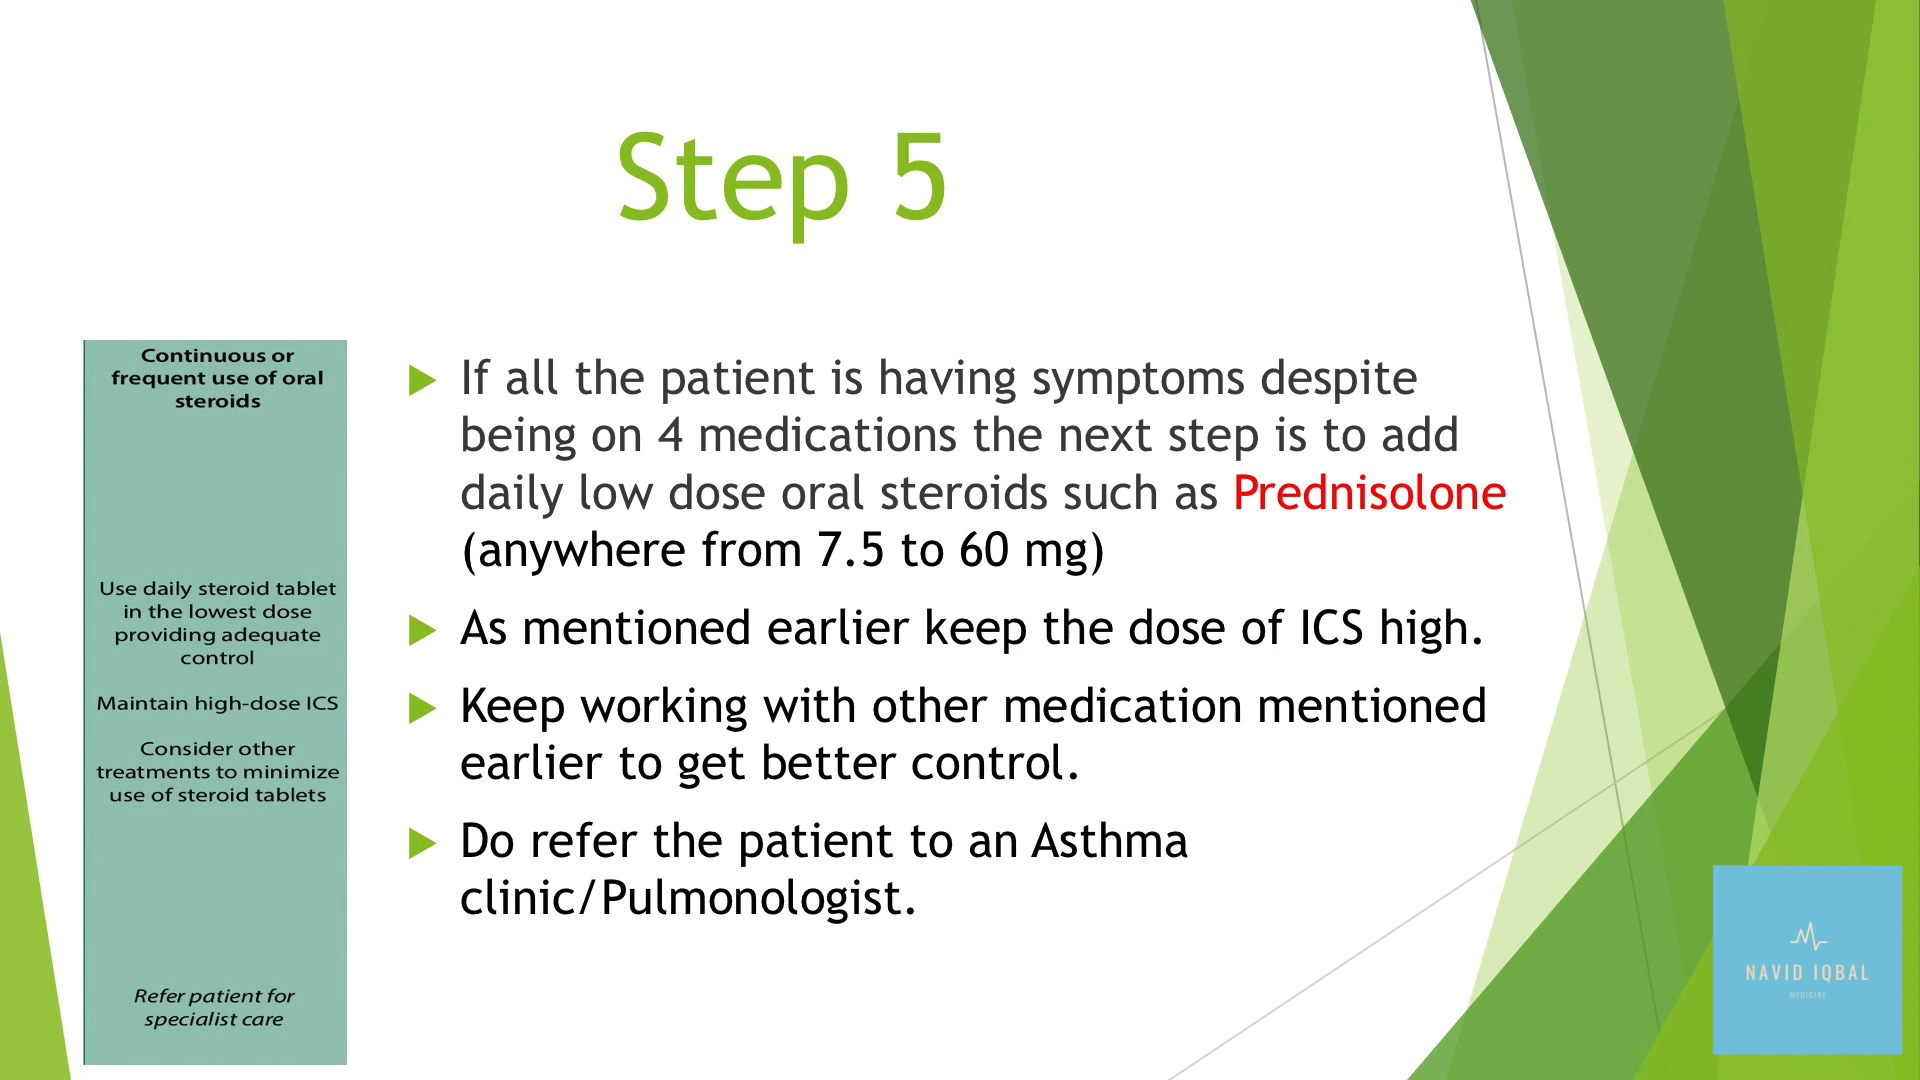 Step 5
Continuous or
frequent use of oral
steroids
Use daily steroid tablet
in the lowest dose
providing adequate
control
Maintain high-dose ICS
Consider other
treatments to minimize
use of steroid tablets
Refer patient for
specialist care
If all the patient is having symptoms despite
being on 4 medications the next step is to add
daily low dose oral steroids such as Prednisolone
(anywhere from 7.5 to 60 mg)
As mentioned earlier keep the dose of ICS high.
Keep working with other medication mentioned
earlier to get better control.
Do refer the patient to an Asthma
clinic/Pulmonologist.
NAVID IQBAL
MEDICINE